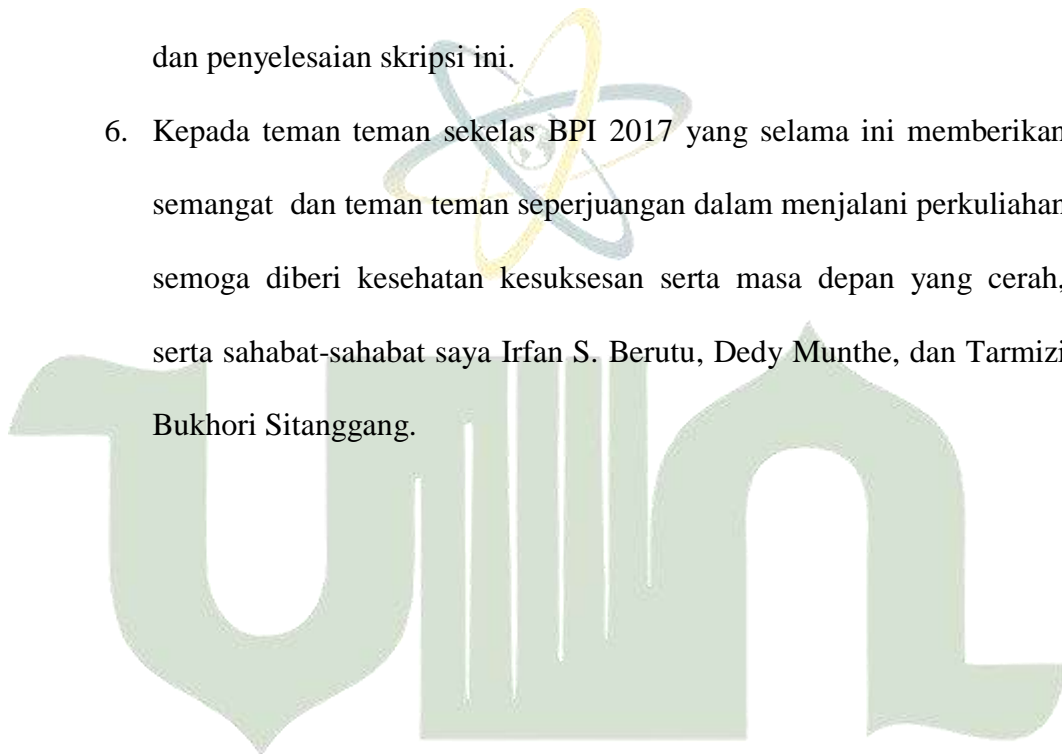 dan penyelesaian skripsi ini.
6. Kepada teman teman sekelas BPI 2017 yang selama ini memberikan
semangat dan teman teman seperjuangan dalam menjalani perkuliahan
semoga diberi kesehatan kesuksesan serta masa depan yang cerah,
serta sahabat-sahabat saya Irfan S. Berutu, Dedy Munthe, dan Tarmizi
Bukhori Sitanggang.